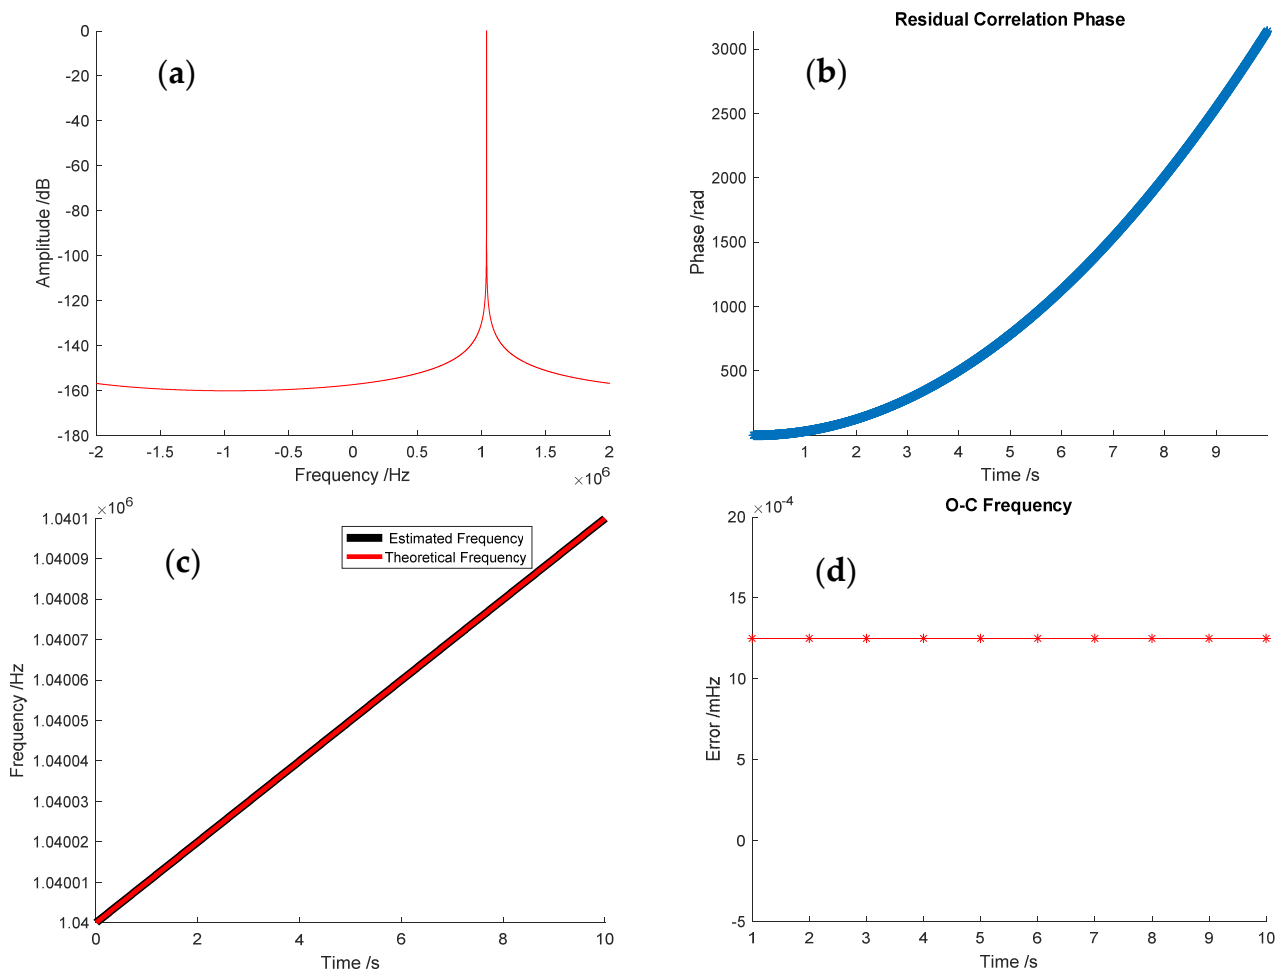 (a)
0
-20
-40
-60
-80
-100
-120
-140
-160
-180
Amplitude /dB
-2 -1.5 -1 -0.5 0 0.5 1 1.5 2
Frequency /Hz
×10⁶
Residual Correlation Phase
(b)
3000
2500
2000
1500
1000
500
Phase /rad
1 2 3 4 5 6 7 8 9
Time /s
×10⁶
(c)
Estimated Frequency
Theoretical Frequency
1.0401
1.04009
1.04008
1.04007
1.04006
1.04005
1.04004
1.04003
1.04002
1.04001
1.04
Frequency /Hz
0 2 4 6 8 10
Time /s
×10⁻⁴
O-C Frequency
(d)
20
15
10
5
0
-5
Error /mHz
1 2 3 4 5 6 7 8 9 10
Time /s